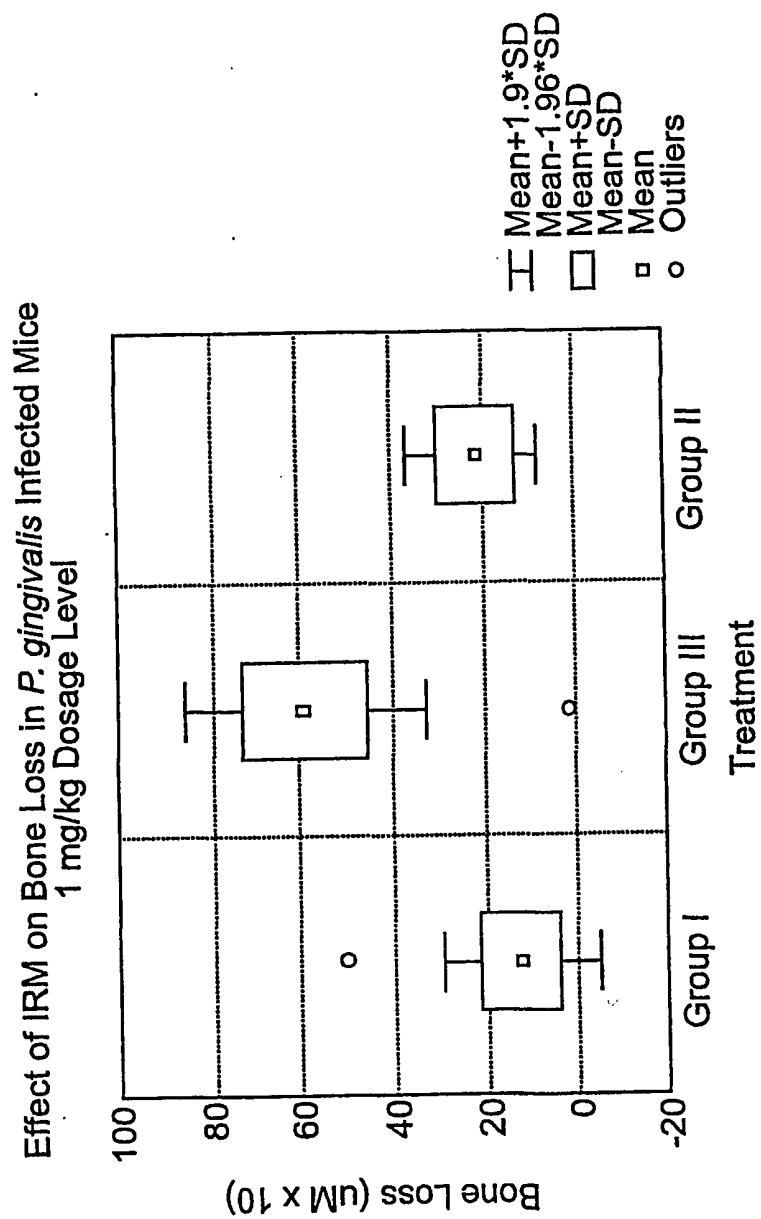 Effect of IRM on Bone Loss in P. gingivalis Infected Mice
1 mg/kg Dosage Level
Bone Loss (uM x 10)
100
80
60
40
20
0
-20
Group I
Group III
Group II
Treatment
Mean+1.9*SD
Mean-1.96*SD
Mean+SD
Mean-SD
Mean
Outliers